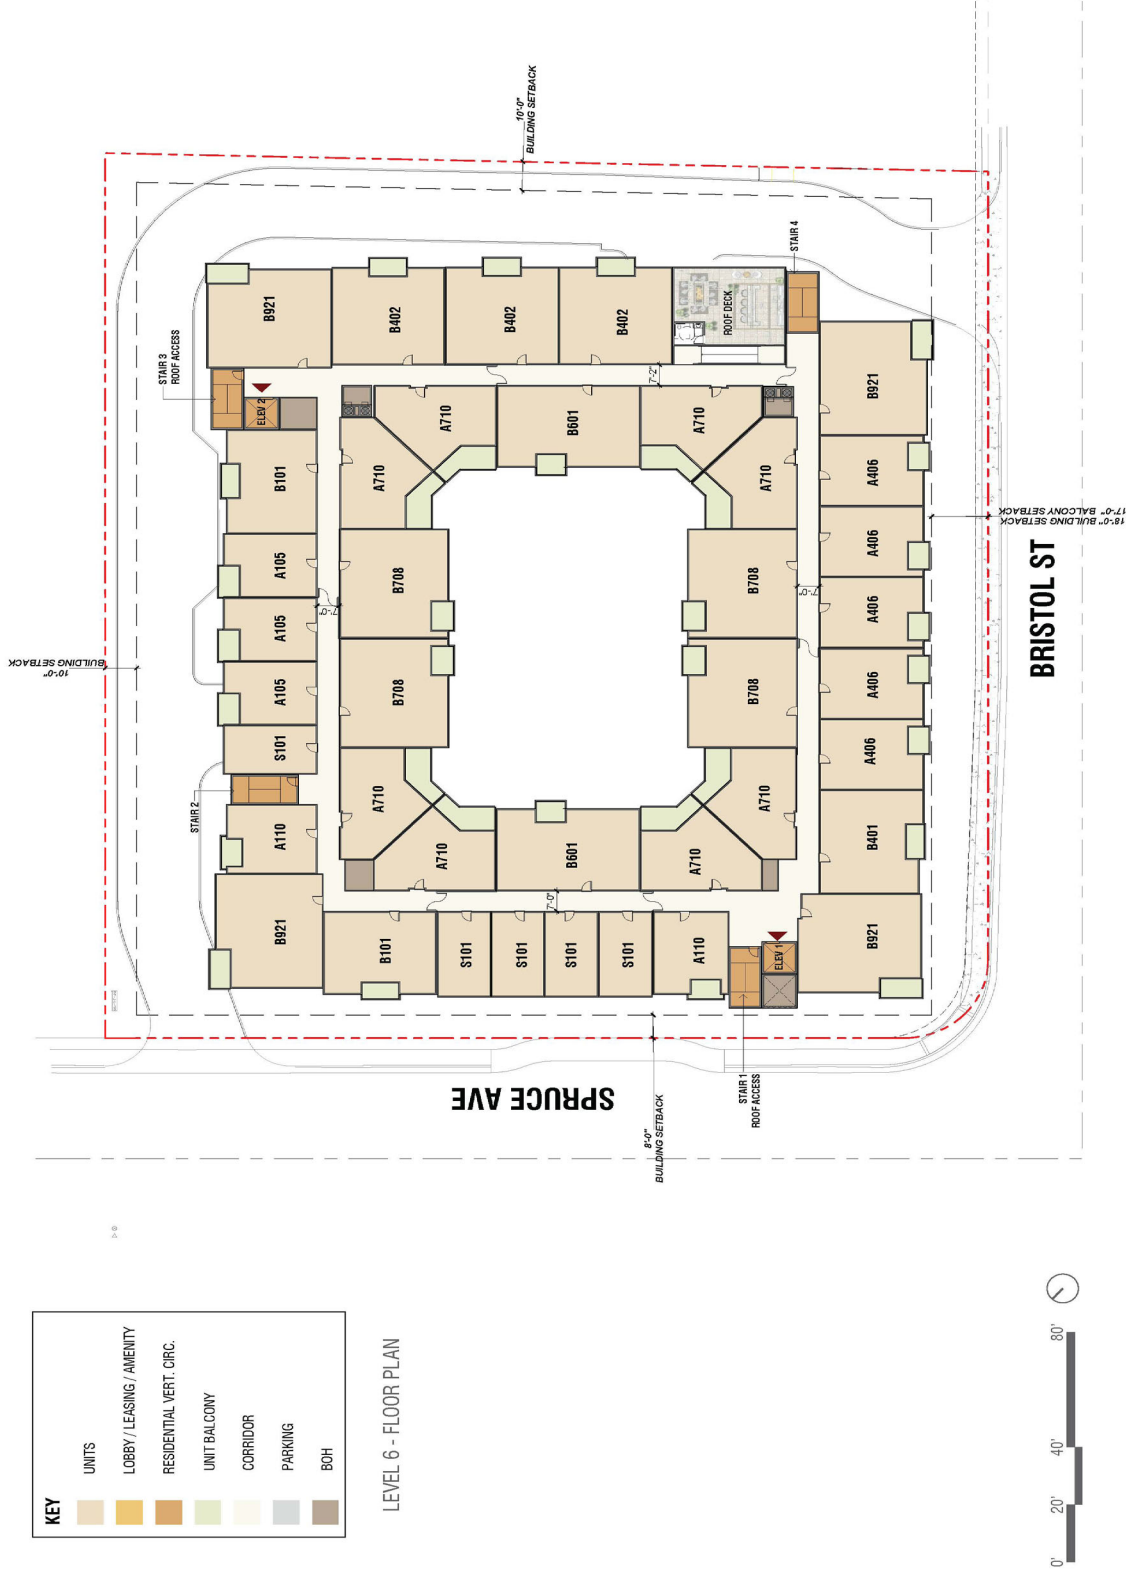 10'-0"
BUILDING SETBACK
STAIR 4
STAIR 3
ROOF ACCESS
B921
B402
B402
B402
ROOF DECK
ELEV 2
7'-2"
B101
A710
B601
A710
B921
A710
A710
A406
A105
A406
B708
B708
7'-0"
7'-0"
A105
A406
A105
B708
B708
A406
S101
A406
STAIR 2
A710
A710
A110
A710
B601
A710
B401
7'-0"
B921
B101
S101
S101
S101
S101
A110
ELEV 1
B921
10'-0"
BUILDING SETBACK
18'-0" BUILDING SETBACK
17'-0" BALCONY SETBACK
BRISTOL ST
SPRUCE AVE
STAIR 1
ROOF ACCESS
8'-0"
BUILDING SETBACK
KEY
UNITS
LOBBY / LEASING / AMENITY
RESIDENTIAL VERT. CIRC.
UNIT BALCONY
CORRIDOR
PARKING
BOH
LEVEL 6 - FLOOR PLAN
0' 20' 40' 80'